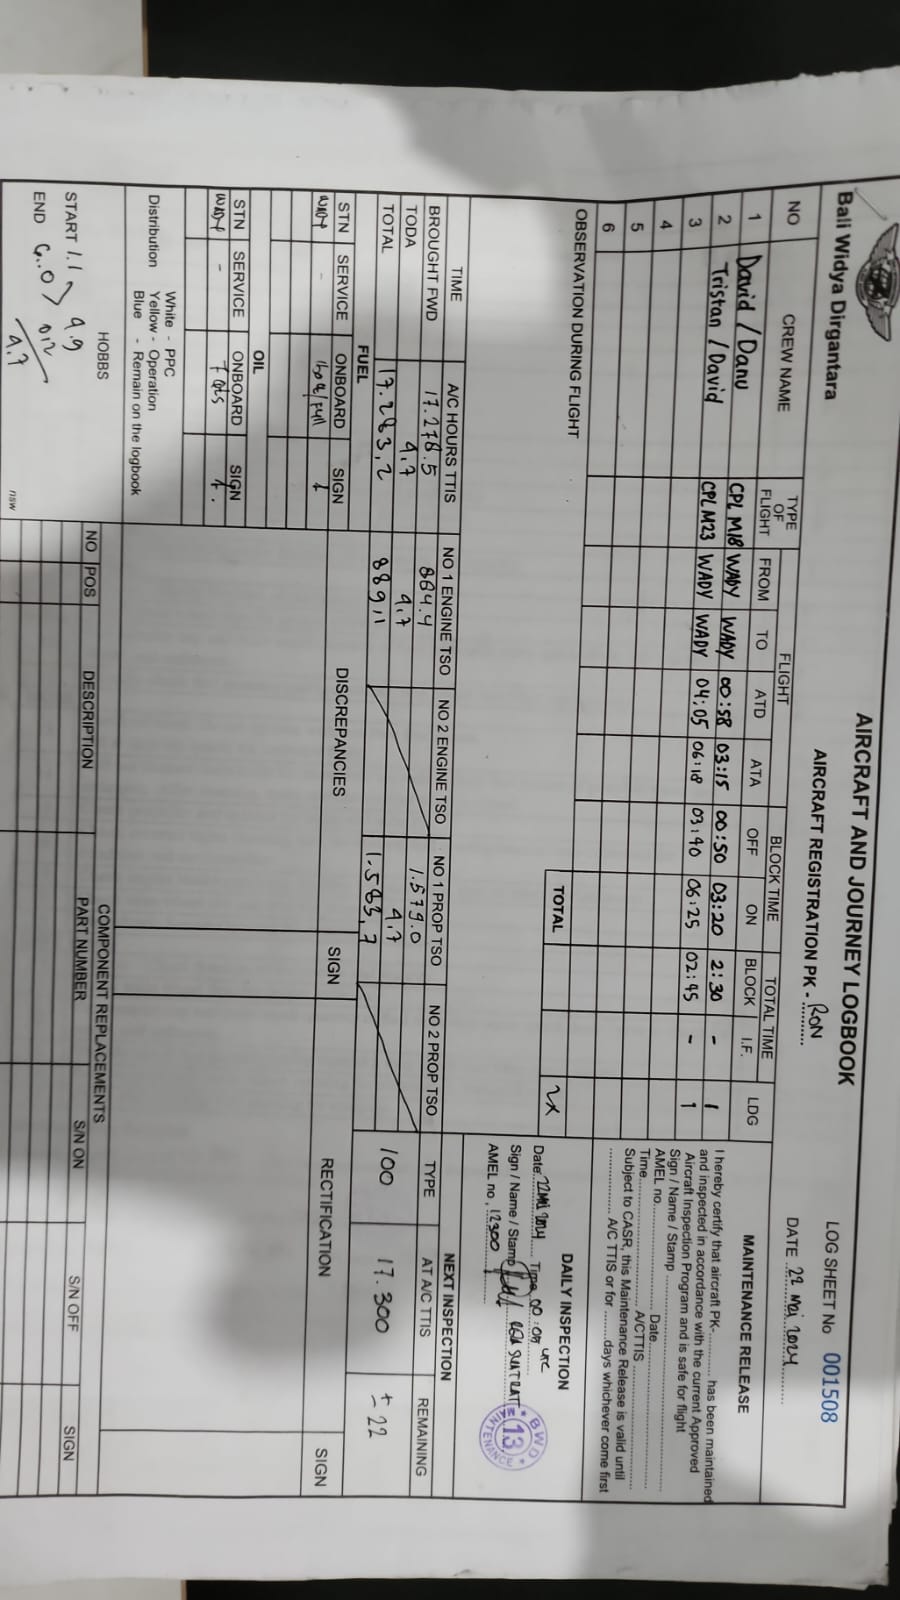 Bali Widya Dirgantara
AIRCRAFT AND JOURNEY LOGBOOK
LOG SHEET No 001508
AIRCRAFT REGISTRATION PK - RON
DATE 22 Mei 2024
NO CREW NAME TYPE OF FLIGHT FLIGHT BLOCK TIME TOTAL TIME LDG
FROM TO ATD ATA OFF ON BLOCK I.F.
1 David / Danu CPL M18 WADY WADY 00:58 03:15 00:50 03:20 2:30 - 1
2 Tristan / David CPL M23 WADY WADY 04:05 06:18 03:40 06:25 02:45 - 1
3
4
5
6
TOTAL 2X
OBSERVATION DURING FLIGHT
MAINTENANCE RELEASE
I hereby certify that aircraft PK-.......... has been maintained
and inspected in accordance with the current Approved
Aircraft Inspection Program and is safe for flight
Sign / Name / Stamp
AMEL no. Date
Time A/CTTIS
Subject to CASR, this Maintenance Release is valid until
A/C TTIS or for ........days whichever come first
DAILY INSPECTION
Date: 22 Mei 2024 Time 00:00 UTC
Sign / Name / Stamp
AMEL no. 12300
BWD 13 MAINTENANCE
TIME A/C HOURS TTIS NO 1 ENGINE TSO NO 2 ENGINE TSO NO 1 PROP TSO NO 2 PROP TSO
BROUGHT FWD 17.278.5 884.4 1.579.0
TODA 4.7 4.7 4.7
TOTAL 17.283,2 889,1 1.583,7
NEXT INSPECTION
TYPE AT A/C TTIS REMAINING
100 17.300 ± 22
FUEL
STN SERVICE ONBOARD SIGN
WADY -
OIL
STN SERVICE ONBOARD SIGN
WADY - 7 qts
DISCREPANCIES SIGN RECTIFICATION SIGN
Distribution White - PPC
Yellow - Operation
Blue - Remain on the logbook
HOBBS
START 1.1
END 6.0
4.9
0.2
4.7
nsw
COMPONENT REPLACEMENTS
NO POS DESCRIPTION PART NUMBER S/N ON S/N OFF SIGN